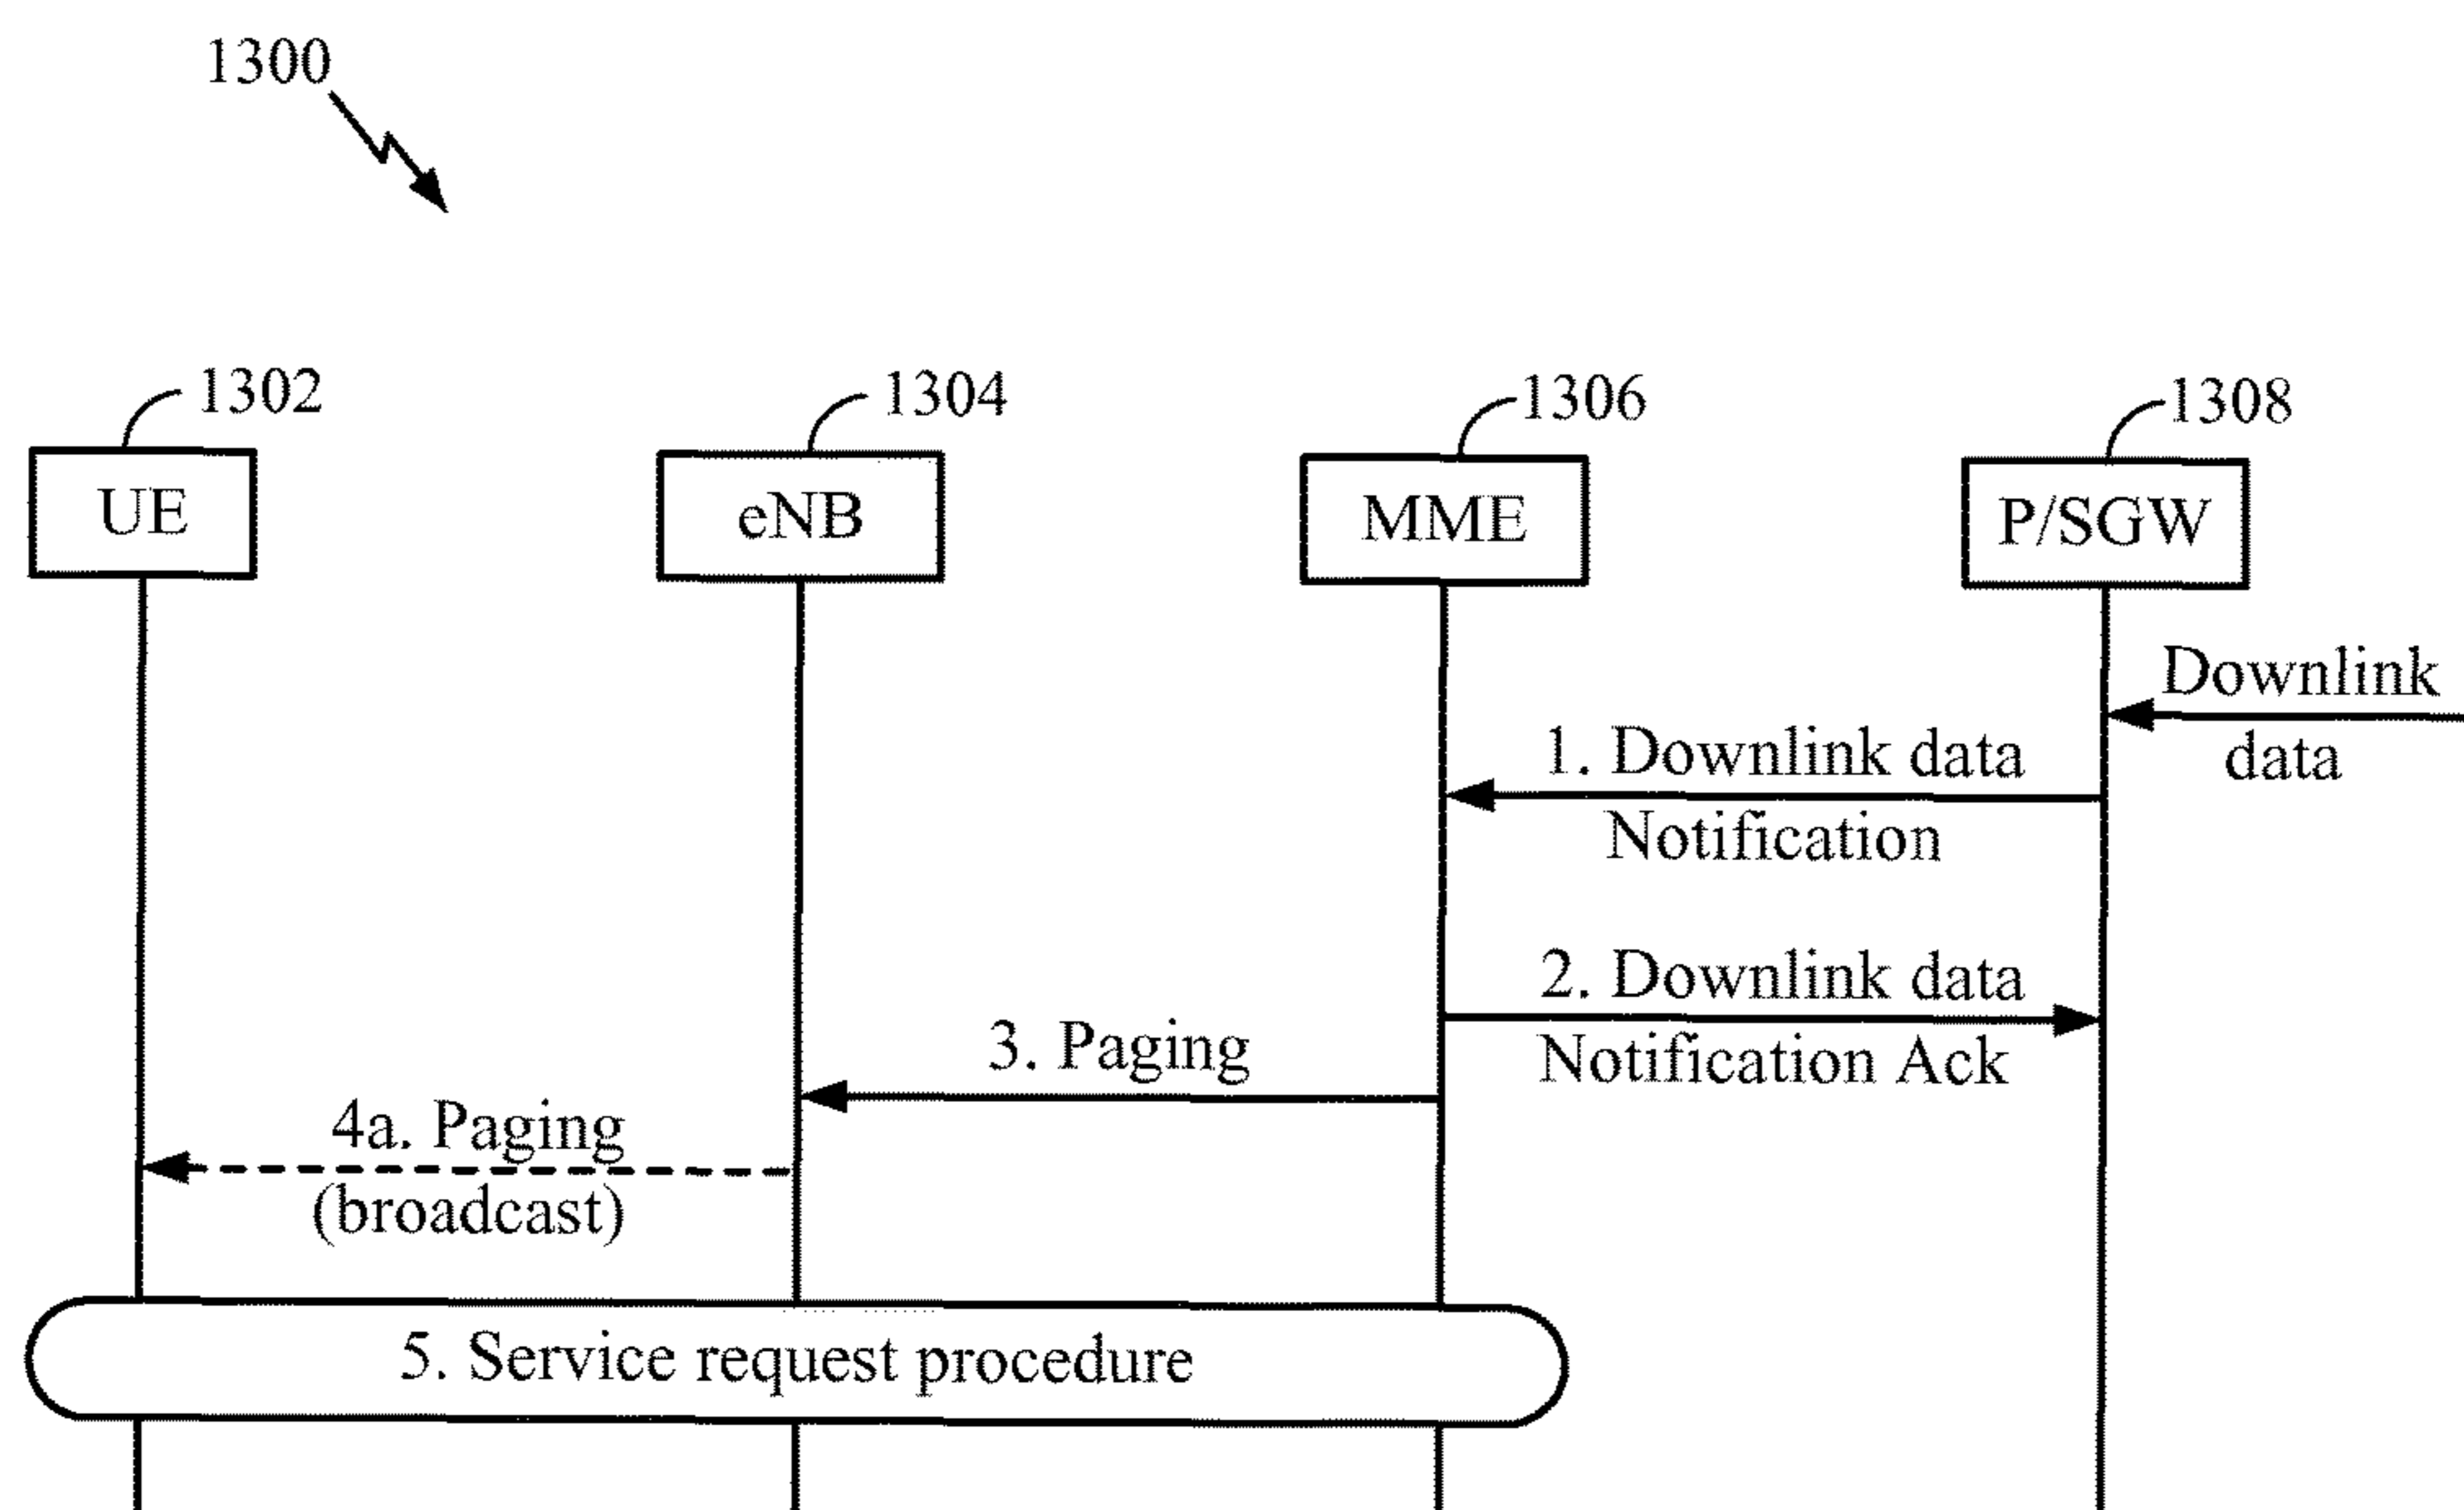 1300
1302
1304
1306
1308
UE
eNB
MME
P/SGW
Downlink
data
1. Downlink data
Notification
2. Downlink data
Notification Ack
3. Paging
4a. Paging
(broadcast)
5. Service request procedure